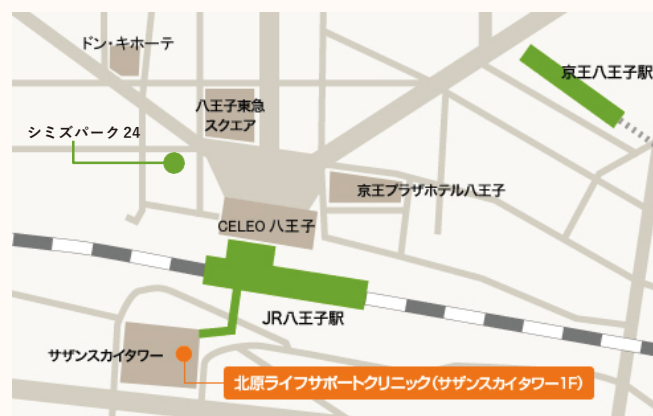 ドン・キホーテ
京王八王子駅
八王子東急
スクエア
シミズパーク24
京王プラザホテル八王子
CELEO 八王子
JR八王子駅
サザンスカイタワー
北原ライフサポートクリニック(サザンスカイタワー1F)